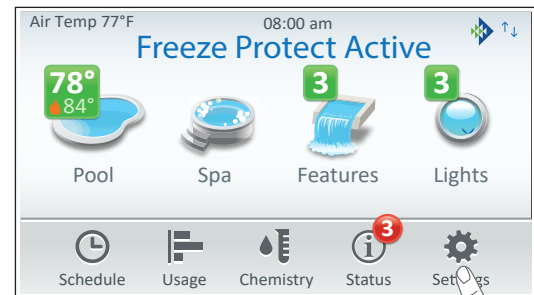 Air Temp 77°F
08:00 am
Freeze Protect Active
78°
84°
3
3
Pool
Spa
Features
Lights
3
Schedule
Usage
Chemistry
Status